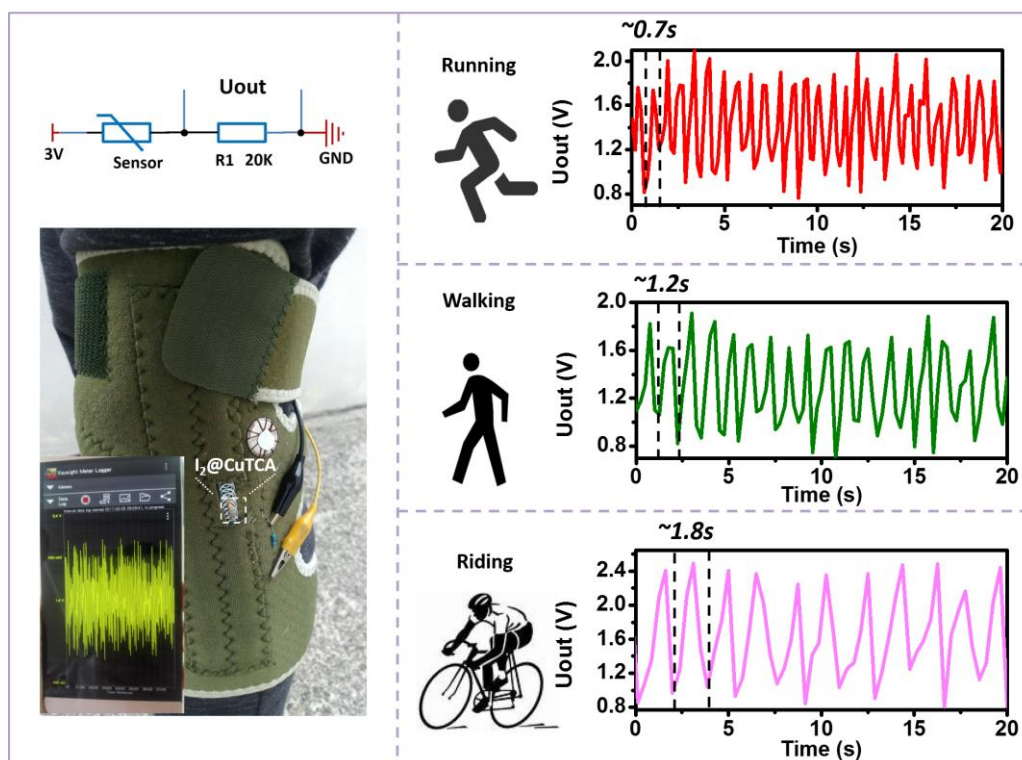 Uout
3V
Sensor
R1 20K
GND
I₂@CuTCA
Keysight Meter Logger
Running
~0.7s
2.0
1.6
1.2
0.8
Uout (V)
0 5 10 15 20
Time (s)
Walking
~1.2s
2.0
1.6
1.2
0.8
Uout (V)
0 5 10 15 20
Time (s)
Riding
~1.8s
2.4
2.0
1.6
1.2
0.8
Uout (V)
0 5 10 15 20
Time (s)